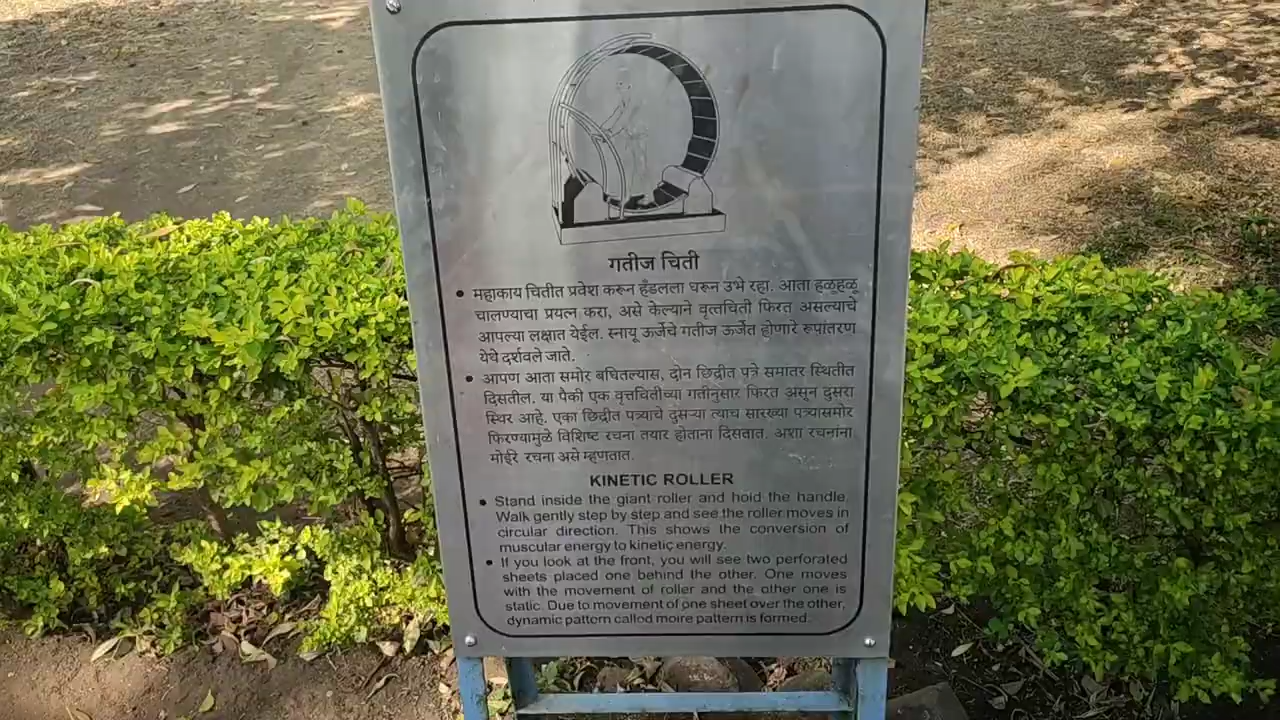 गतीज चिती
• महाकाय चितीत प्रवेश करून हँडलला धरून उभे रहा. आता हळूहळू
चालण्याचा प्रयत्न करा, असे केल्याने वृत्तचिती फिरत असल्याचे
आपल्या लक्षात येईल. स्नायू ऊर्जेचे गतीज ऊर्जेत होणारे रूपांतरण
येथे दर्शवले जाते.
• आपण आता समोर बघितल्यास, दोन छिद्रीत पत्रे समांतर स्थितीत
दिसतील. या पैकी एक वृत्तचितीच्या गतीनुसार फिरत असून दुसरा
स्थिर आहे. एका छिद्रीत पत्र्याचे दुसऱ्या त्याच सारख्या पत्र्यासमोर
फिरण्यामुळे विशिष्ट रचना तयार होताना दिसतात. अशा रचनांना
मोईरे रचना असे म्हणतात.
KINETIC ROLLER
• Stand inside the giant roller and hold the handle.
Walk gently step by step and see the roller moves in
circular direction. This shows the conversion of
muscular energy to kinetic energy.
• If you look at the front, you will see two perforated
sheets placed one behind the other. One moves
with the movement of roller and the other one is
static. Due to movement of one sheet over the other,
dynamic pattern called moire pattern is formed.